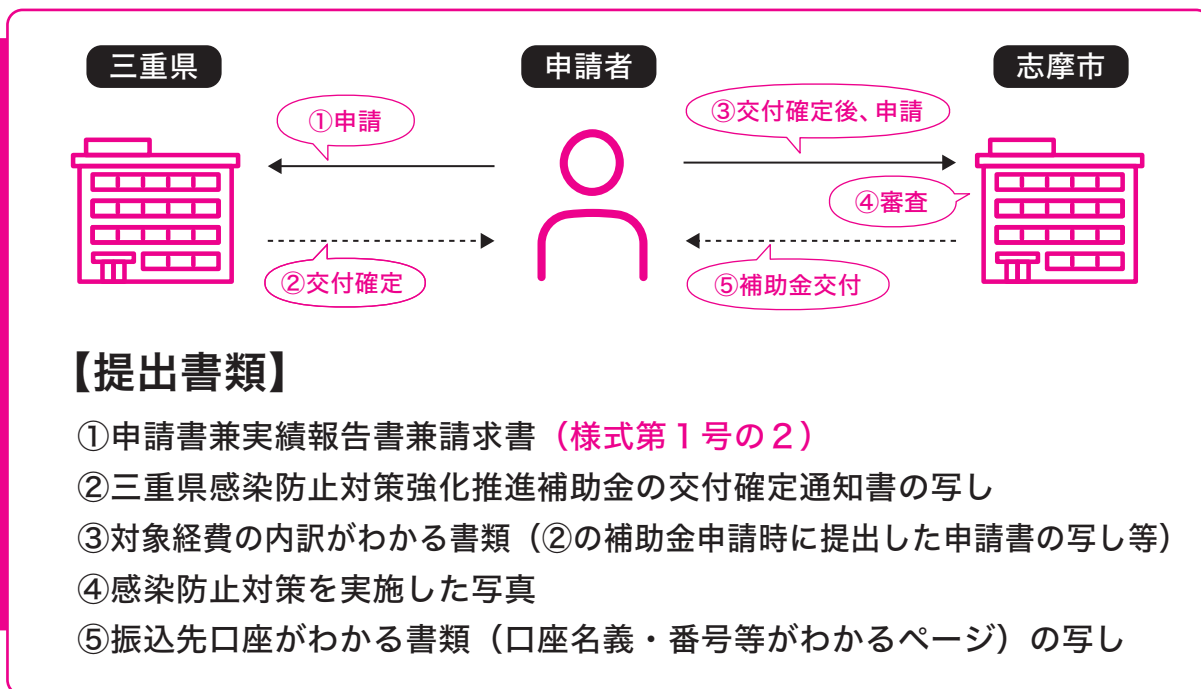 三重県
申請者
志摩市
①申請
③交付確定後、申請
④審査
②交付確定
⑤補助金交付
【提出書類】
①申請書兼実績報告書兼請求書（様式第１号の２）
②三重県感染防止対策強化推進補助金の交付確定通知書の写し
③対象経費の内訳がわかる書類（②の補助金申請時に提出した申請書の写し等）
④感染防止対策を実施した写真
⑤振込先口座がわかる書類（口座名義・番号等がわかるページ）の写し